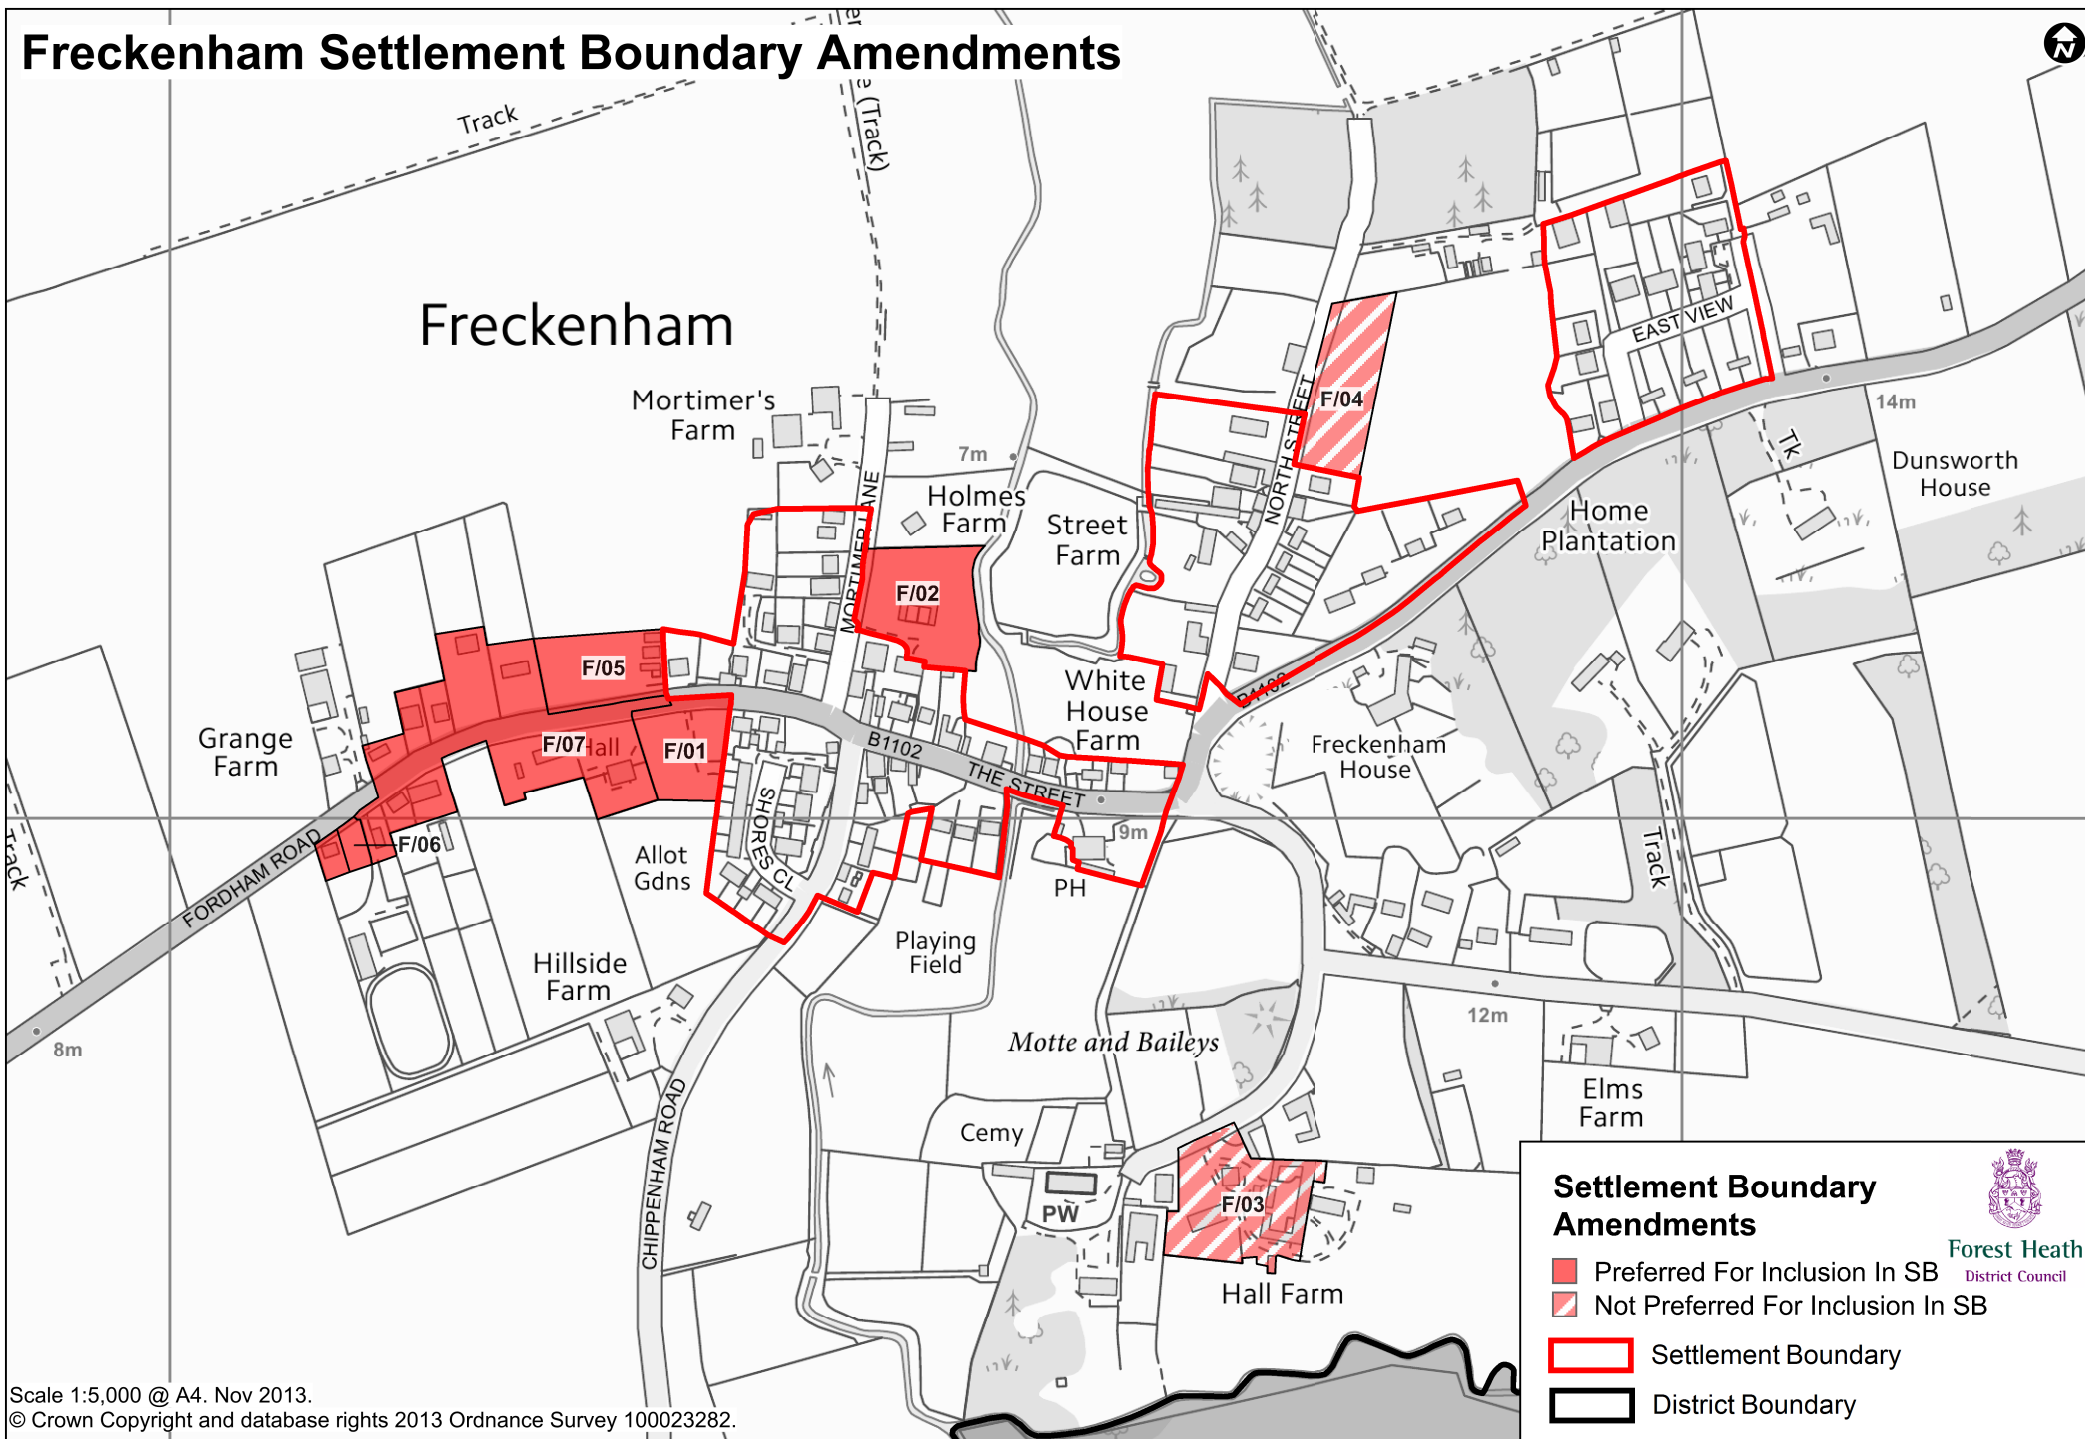 Freckenham Settlement Boundary Amendments
N
Track
(Track)
Freckenham
Mortimer's
Farm
7m
Holmes
Farm
Street
Farm
MORTIMER LANE
NORTH STREET
F/04
EAST VIEW
14m
Tk
Dunsworth
House
Home
Plantation
F/02
F/05
White
House
Farm
B1102
Grange
Farm
F/07
Hall
F/01
B1102
THE STREET
Freckenham
House
SHORES CL
9m
F/06
FORDHAM ROAD
Track
Allot
Gdns
PH
Track
Playing
Field
Hillside
Farm
8m
Motte and Baileys
12m
Elms
Farm
CHIPPENHAM ROAD
Cemy
PW
F/03
Hall Farm
Settlement Boundary
Amendments
Forest Heath
District Council
Preferred For Inclusion In SB
Not Preferred For Inclusion In SB
Settlement Boundary
District Boundary
Scale 1:5,000 @ A4. Nov 2013.
© Crown Copyright and database rights 2013 Ordnance Survey 100023282.